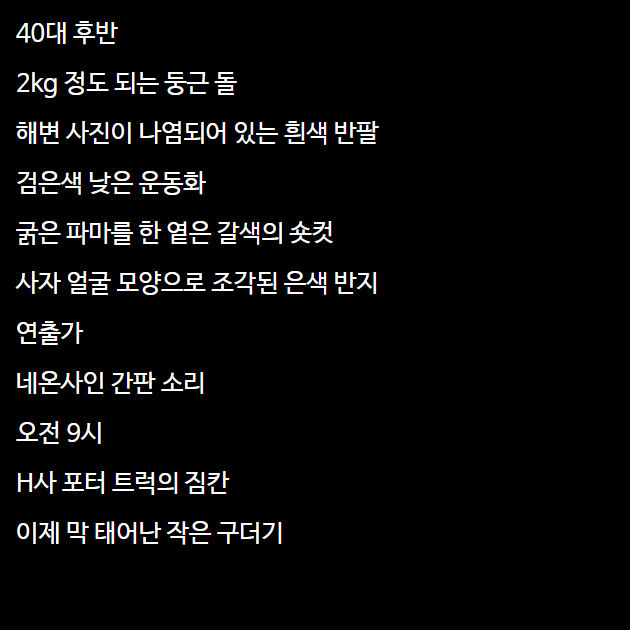 40대 후반
2kg 정도 되는 둥근 돌
해변 사진이 나염되어 있는 흰색 반팔
검은색 낮은 운동화
굵은 파마를 한 옅은 갈색의 숏컷
사자 얼굴 모양으로 조각된 은색 반지
연출가
네온사인 간판 소리
오전 9시
H사 포터 트럭의 짐칸
이제 막 태어난 작은 구더기